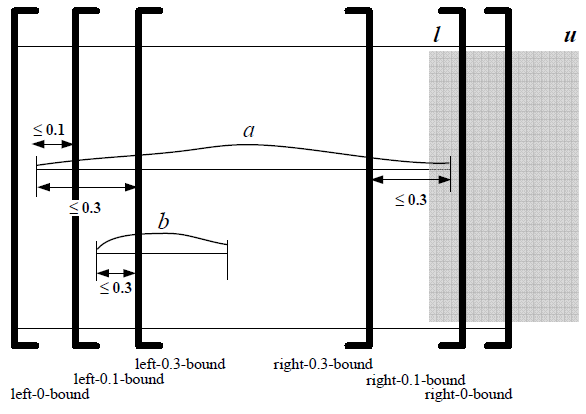 l u
≤ 0.1 a
≤ 0.3 ≤ 0.3
b
≤ 0.3
left-0.3-bound right-0.3-bound
left-0.1-bound right-0.1-bound
left-0-bound right-0-bound